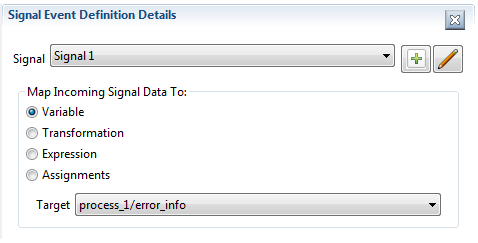 Signal Event Definition Details
Signal Signal 1
Map Incoming Signal Data To:
Variable
Transformation
Expression
Assignments
Target process_1/error_info